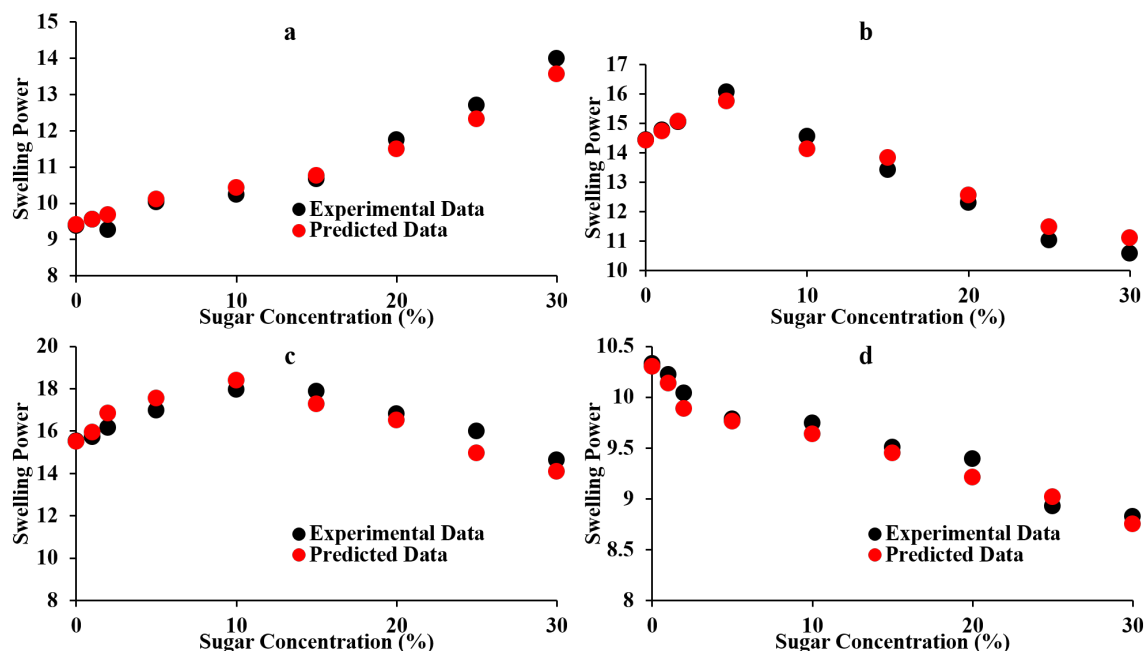 a
15
14
13
12
11
10
9
8
Swelling Power
Experimental Data
Predicted Data
0
10
20
30
Sugar Concentration (%)
b
17
16
15
14
13
12
11
10
Swelling Power
0
10
20
30
Sugar Concentration (%)
c
20
18
16
14
12
10
8
Swelling Power
Experimental Data
Predicted Data
0
10
20
30
Sugar Concentration (%)
d
10.5
10
9.5
9
8.5
8
Swelling Power
Experimental Data
Predicted Data
0
10
20
30
Sugar Concentration (%)